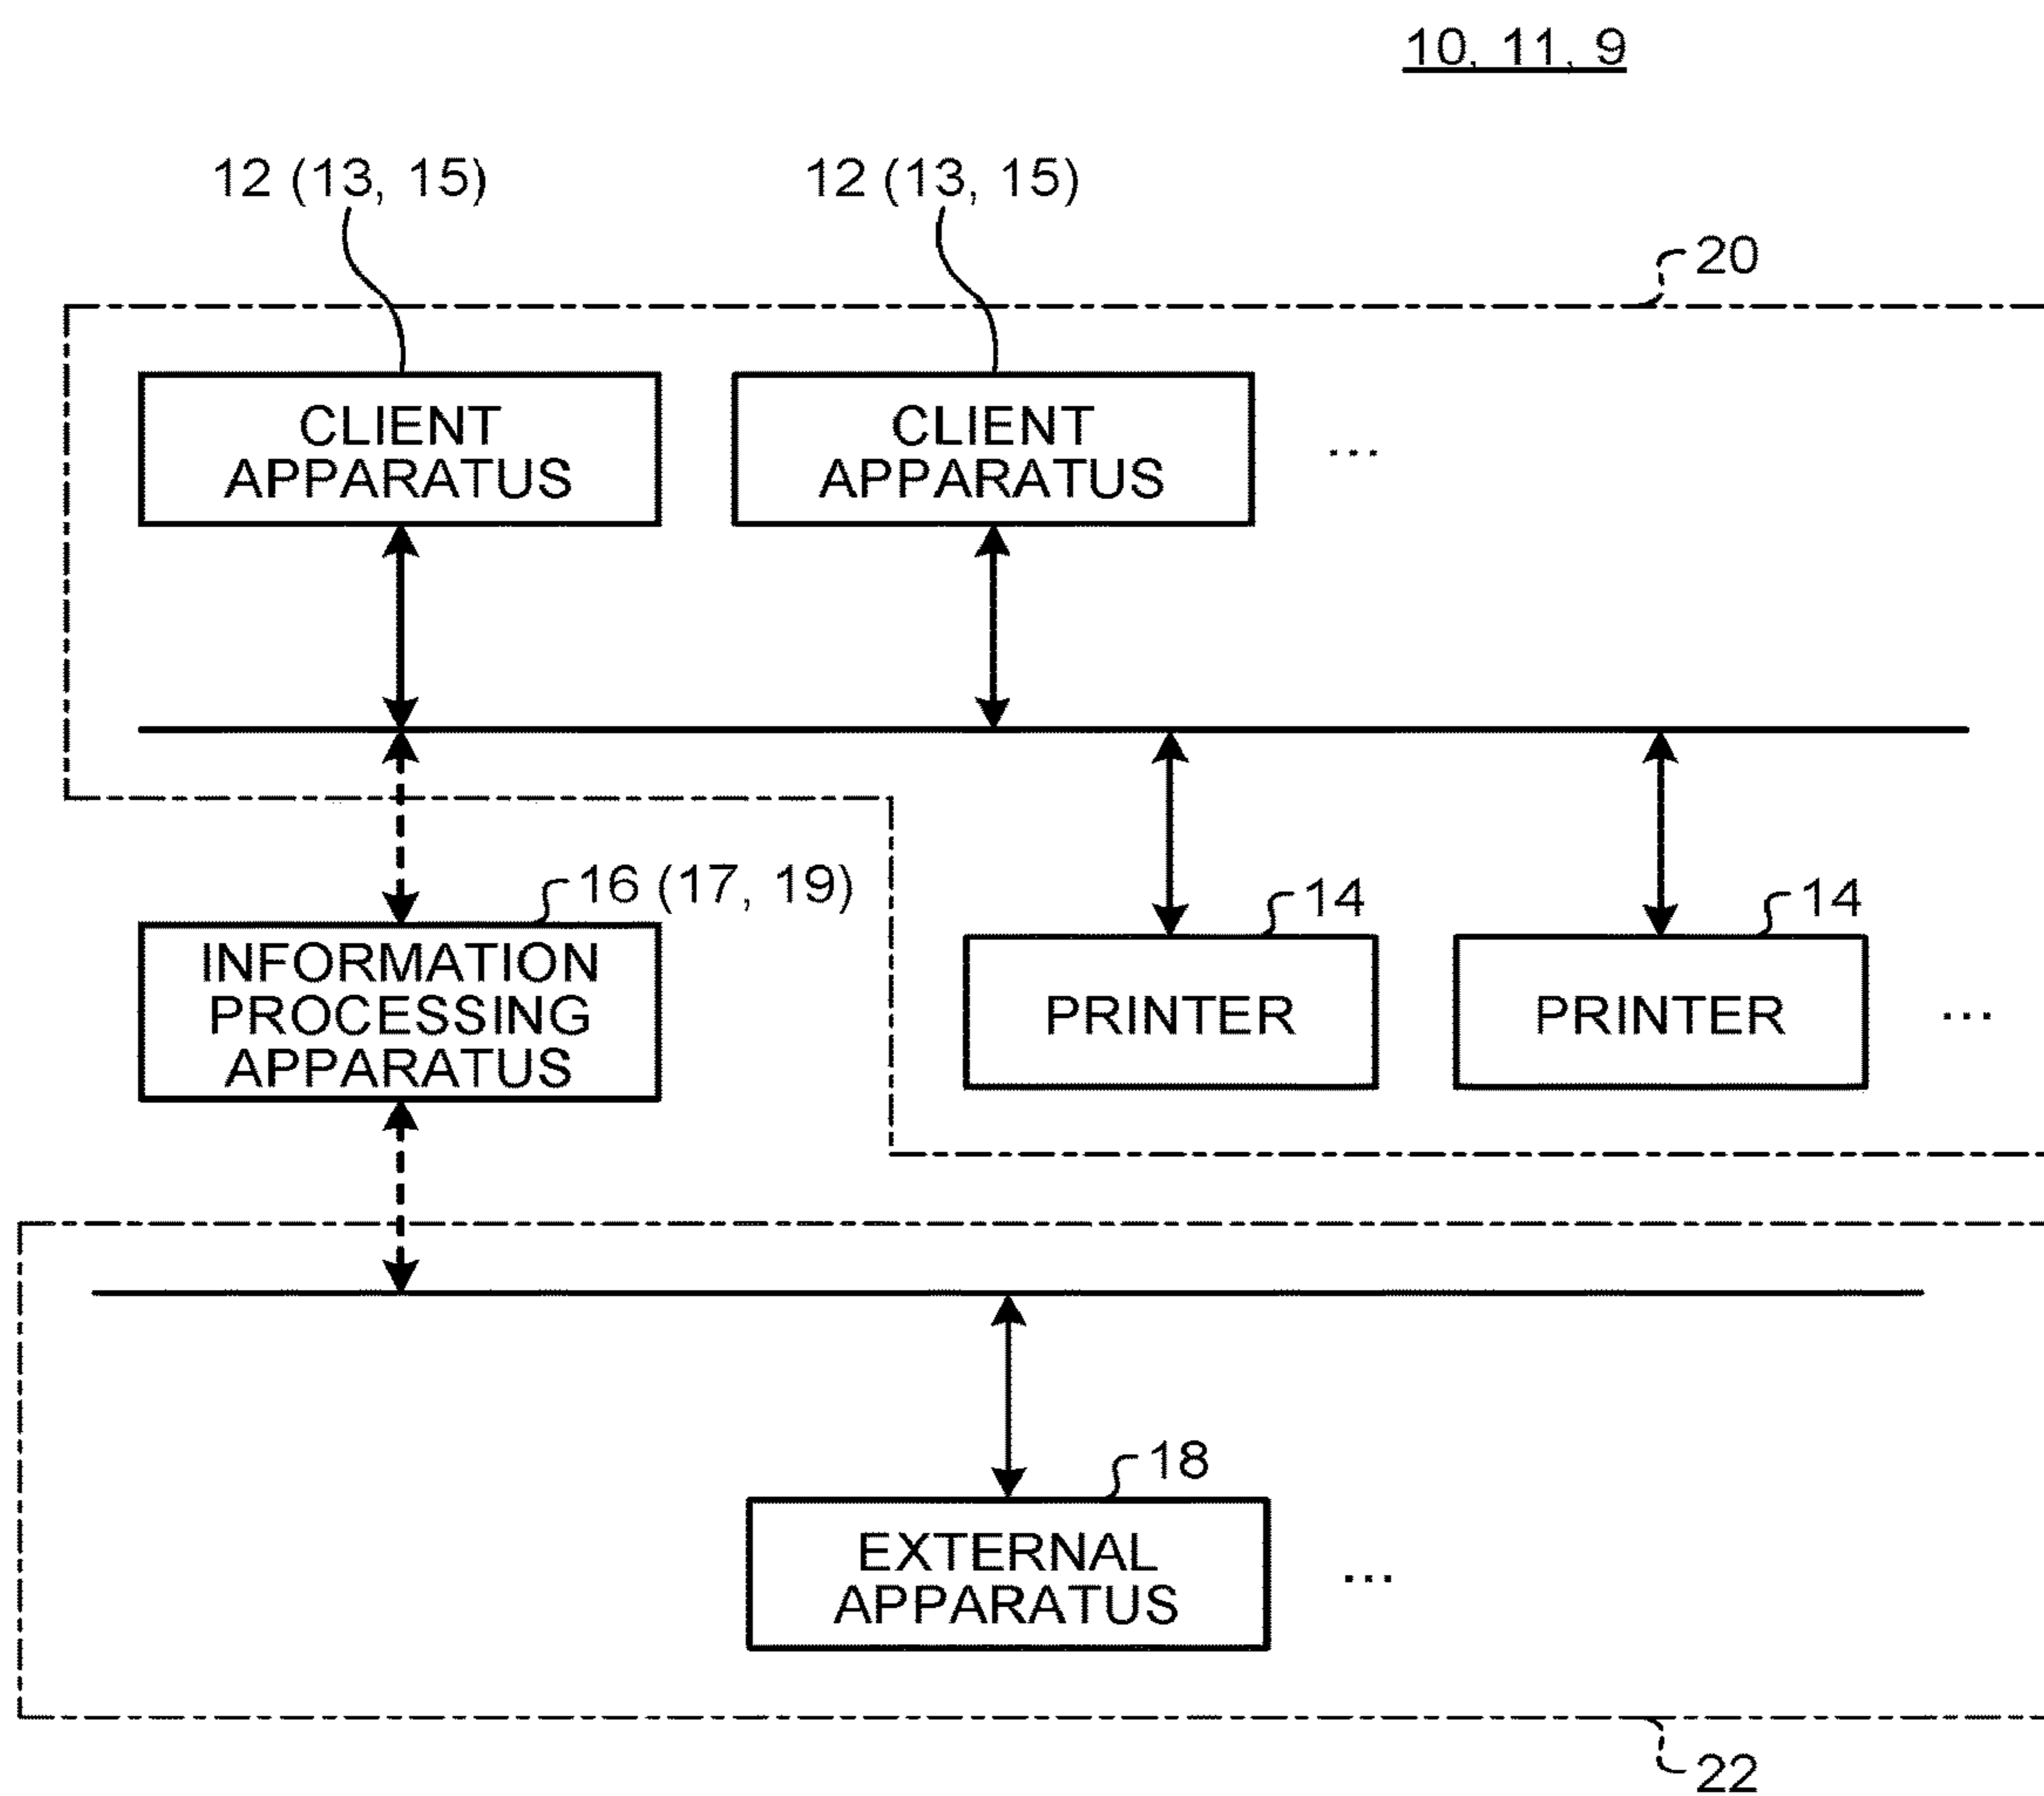 10, 11, 9
12 (13, 15)
12 (13, 15)
20
CLIENT
APPARATUS
CLIENT
APPARATUS
...
16 (17, 19)
14
14
INFORMATION
PROCESSING
APPARATUS
PRINTER
PRINTER
...
18
EXTERNAL
APPARATUS
...
22